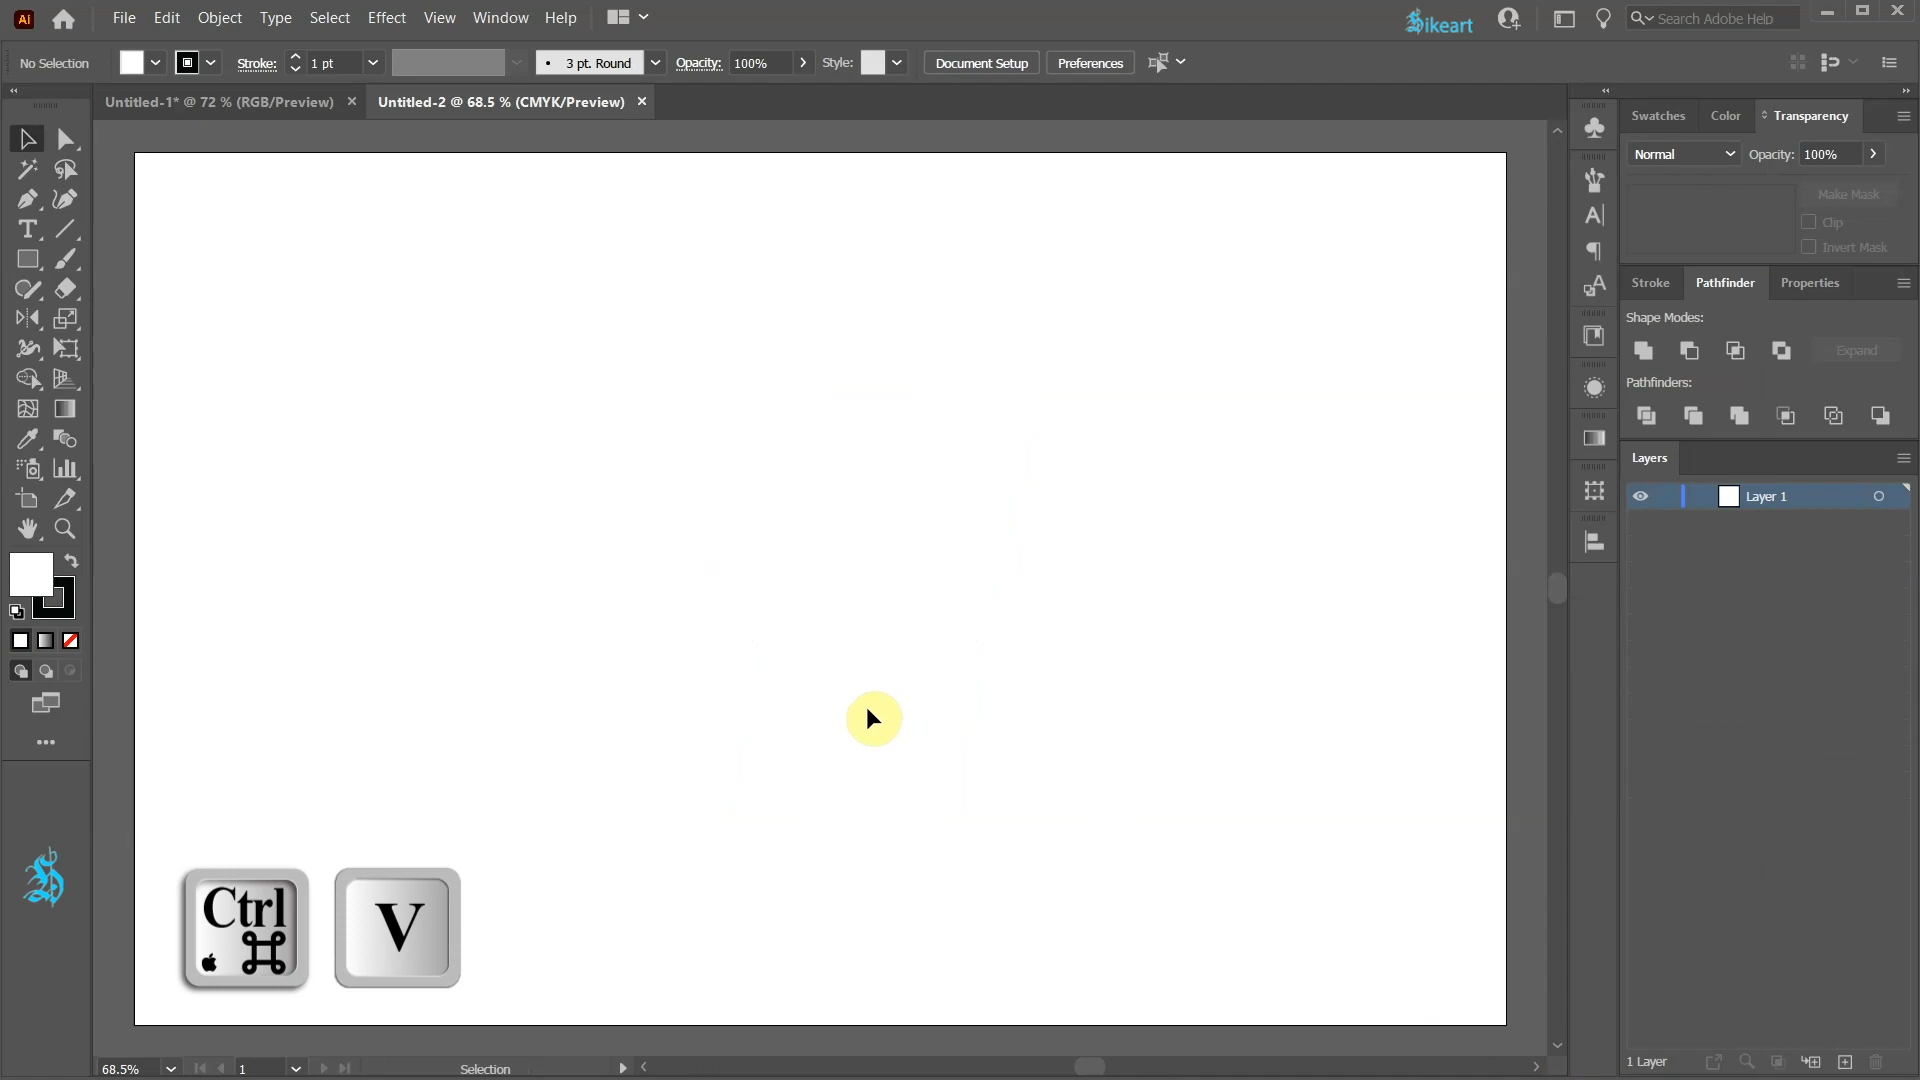 Ai File Edit Object Type Select Effect View Window Help
ikeart
Search Adobe Help
No Selection Stroke: 1 pt 3 pt. Round Opacity: 100% Style: Document Setup Preferences
Untitled-1* @ 72 % (RGB/Preview) Untitled-2 @ 68.5 % (CMYK/Preview)
Swatches Color Transparency
Normal Opacity: 100%
Make Mask
Clip
Invert Mask
Stroke Pathfinder Properties
Shape Modes:
Expand
Pathfinders:
Layers
Layer 1
Ctrl
V
68.5% 1 Selection
1 Layer